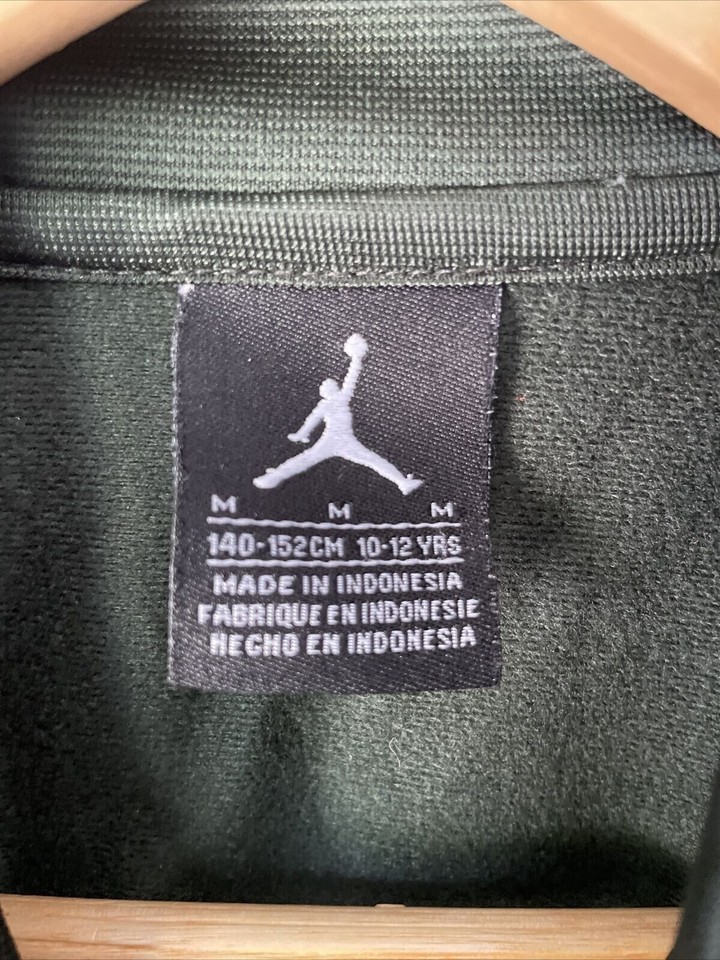 M M M
140-152CM 10-12 YRS
MADE IN INDONESIA
FABRIQUE EN INDONESIE
HECHO EN INDONESIA